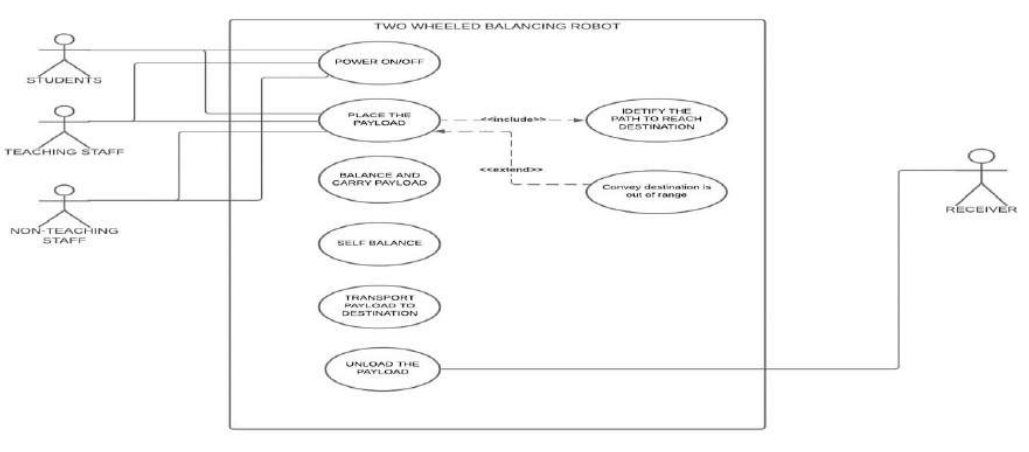 TWO WHEELED BALANCING ROBOT
STUDENTS
TEACHING STAFF
NON-TEACHING
STAFF
POWER ON/OFF
PLACE THE
PAYLOAD
<<include>>
IDETIFY THE
PATH TO REACH
DESTINATION
<<extend>>
Convey destination is
out of range
BALANCE AND
CARRY PAYLOAD
SELF BALANCE
TRANSPORT
PAYLOAD TO
DESTINATION
UNLOAD THE
PAYLOAD
RECEIVER